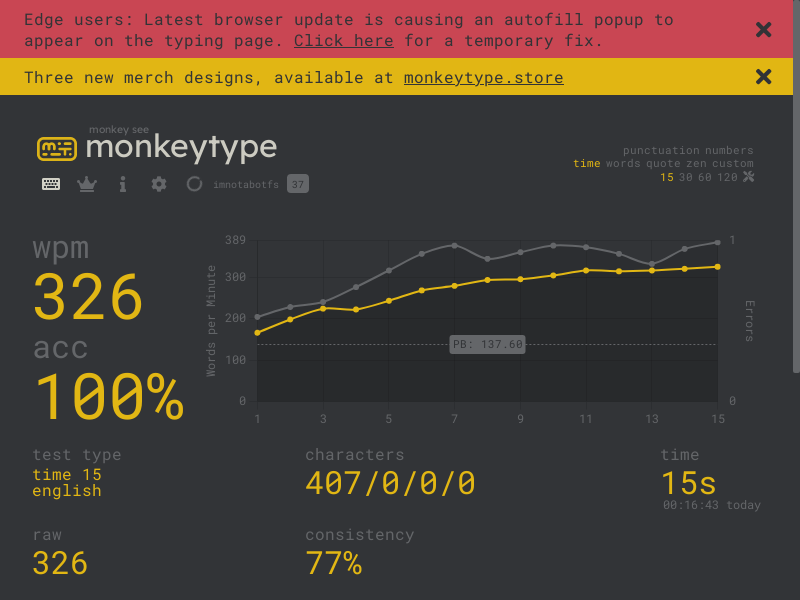 Edge users: Latest browser update is causing an autofill popup to
appear on the typing page. Click here for a temporary fix.
Three new merch designs, available at monkeytype.store
monkey see
monkeytype
punctuation numbers
time words quote zen custom
15 30 60 120
imnotabotfs 37
wpm
326
acc
100%
Words per Minute
389
300
200
100
0
PB: 137.60
1 3 5 7 9 11 13 15
1
0
Errors
test type
time 15
english
characters
407/0/0/0
time
15s
00:16:43 today
raw
326
consistency
77%